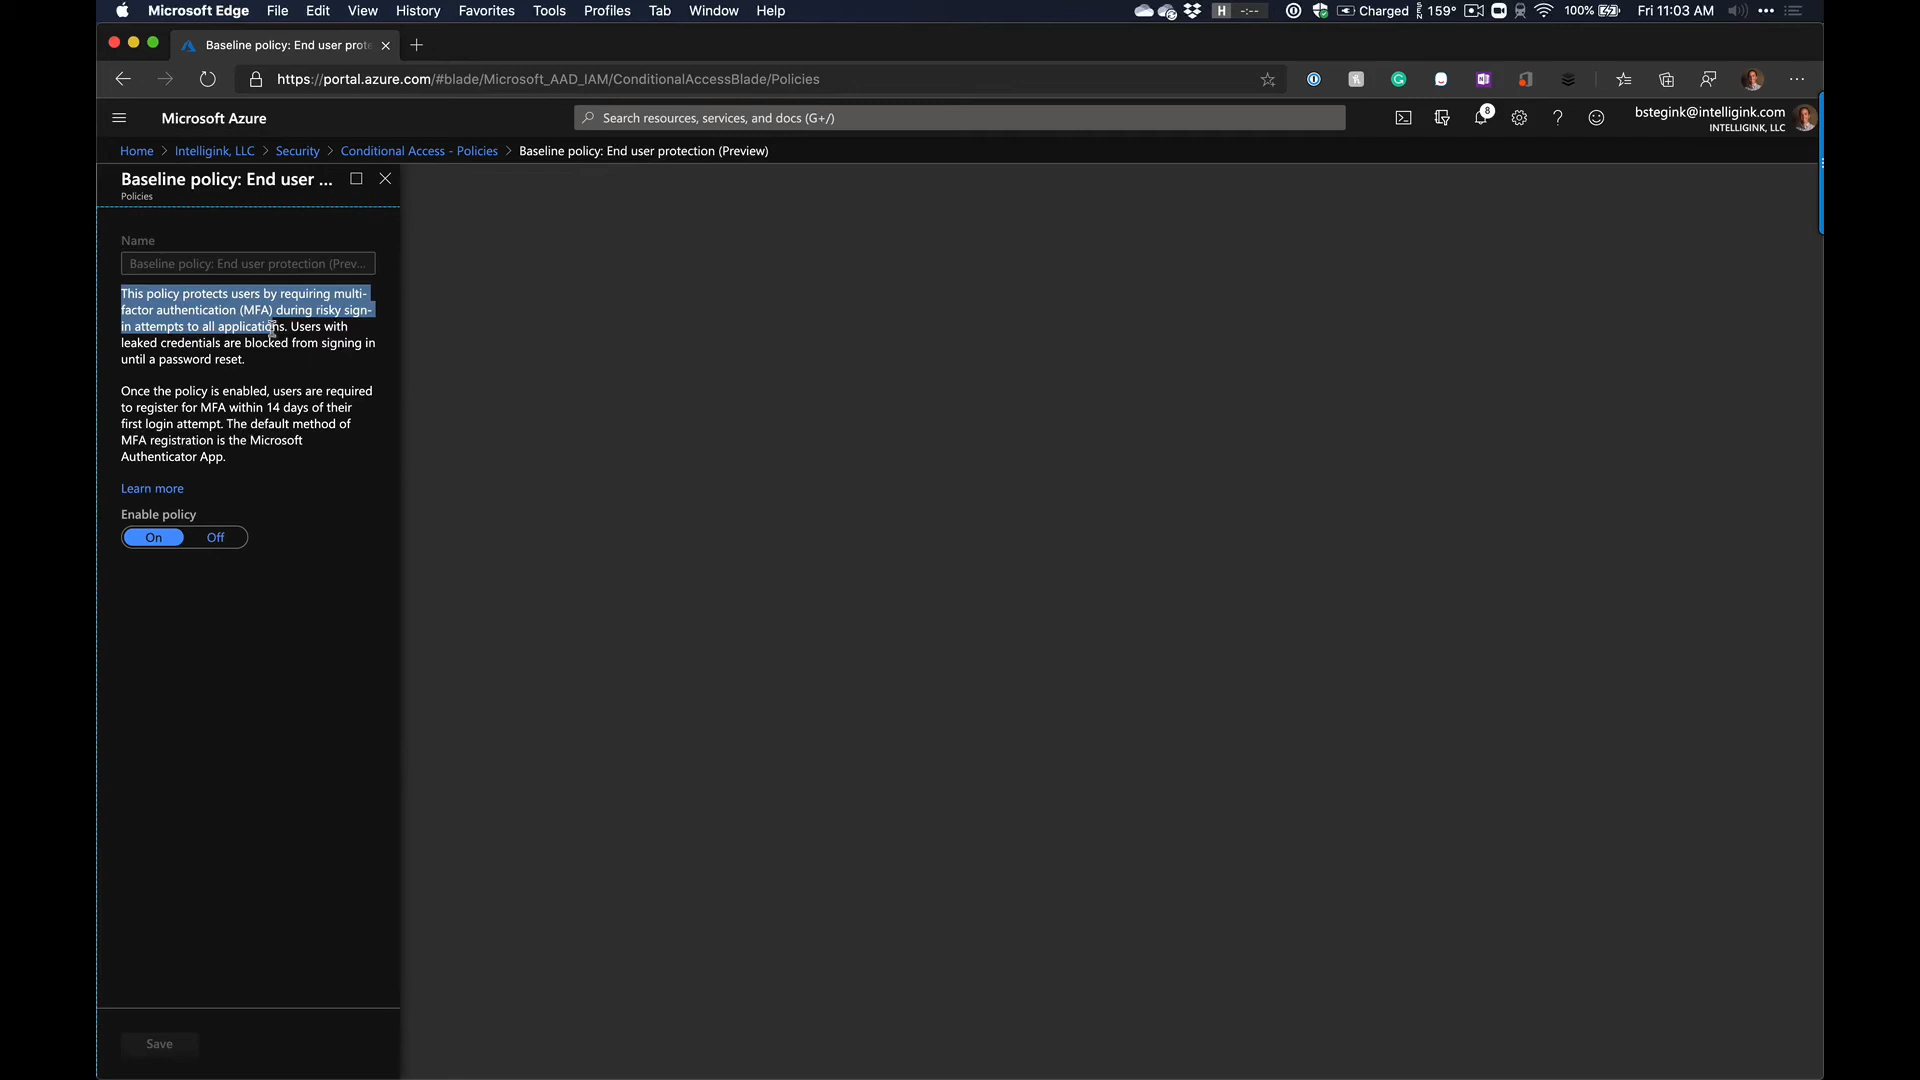 Microsoft Edge File Edit View History Favorites Tools Profiles Tab Window Help
H -:-- Charged SEN 159° 100% Fri 11:03 AM
Baseline policy: End user prote
https://portal.azure.com/#blade/Microsoft_AAD_IAM/ConditionalAccessBlade/Policies
Microsoft Azure
Search resources, services, and docs (G+/)
8
bstegink@intelligink.com
INTELLIGINK, LLC
Home > Intelligink, LLC > Security > Conditional Access - Policies > Baseline policy: End user protection (Preview)
Baseline policy: End user ...
Policies
Name
Baseline policy: End user protection (Prev...
This policy protects users by requiring multi-
factor authentication (MFA) during risky sign-
in attempts to all applications. Users with
leaked credentials are blocked from signing in
until a password reset.
Once the policy is enabled, users are required
to register for MFA within 14 days of their
first login attempt. The default method of
MFA registration is the Microsoft
Authenticator App.
Learn more
Enable policy
On Off
Save